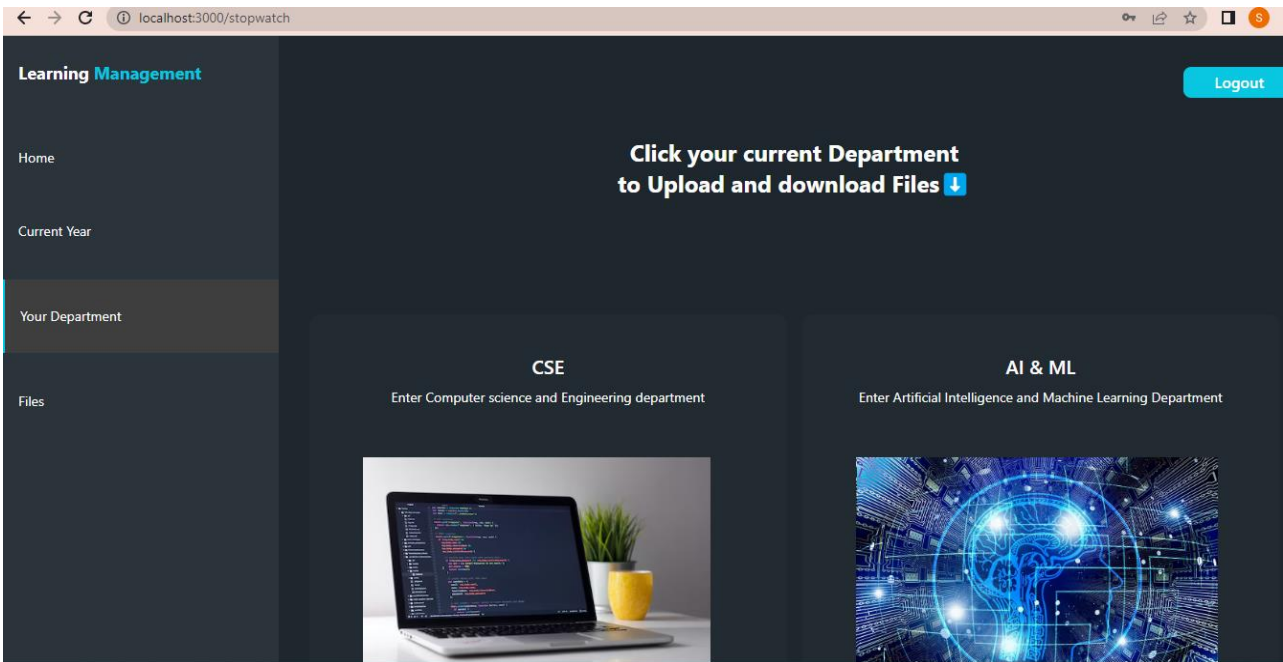 localhost:3000/stopwatch
S
Learning Management
Logout
Home
Current Year
Your Department
Files
Click your current Department
to Upload and download Files
CSE
Enter Computer science and Engineering department
AI & ML
Enter Artificial Intelligence and Machine Learning Department